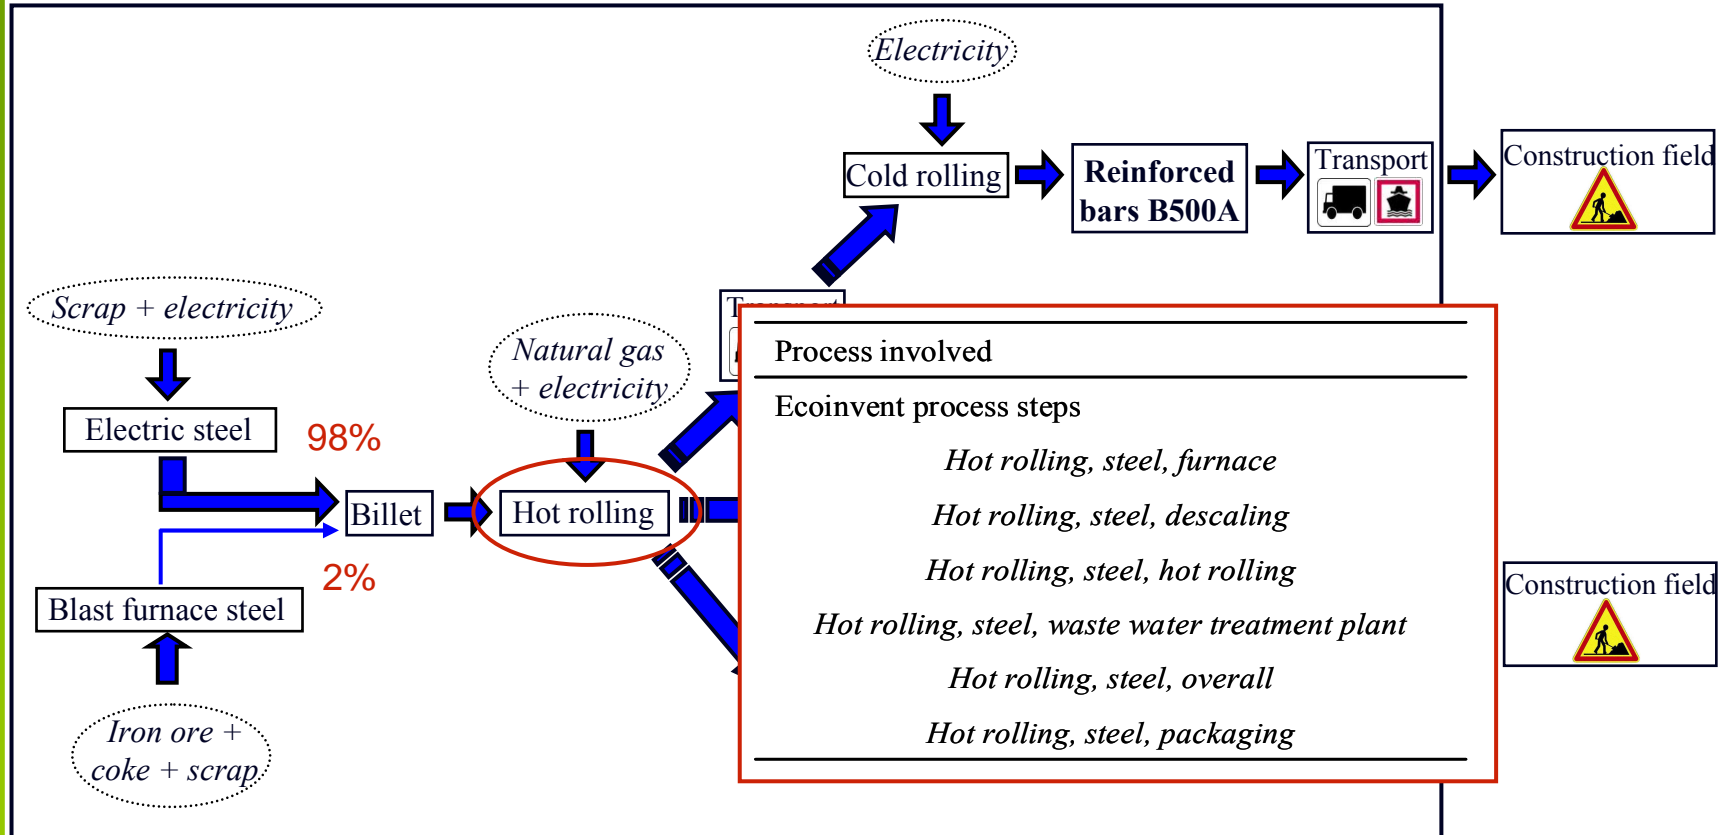 Electricity
Cold rolling
Reinforced
bars B500A
Transport
Construction field
Scrap + electricity
Natural gas
+ electricity
Electric steel
98%
Billet
Hot rolling
2%
Blast furnace steel
Iron ore +
coke + scrap
Transport
Process involved
Ecoinvent process steps
Hot rolling, steel, furnace
Hot rolling, steel, descaling
Hot rolling, steel, hot rolling
Hot rolling, steel, waste water treatment plant
Hot rolling, steel, overall
Hot rolling, steel, packaging
Construction field